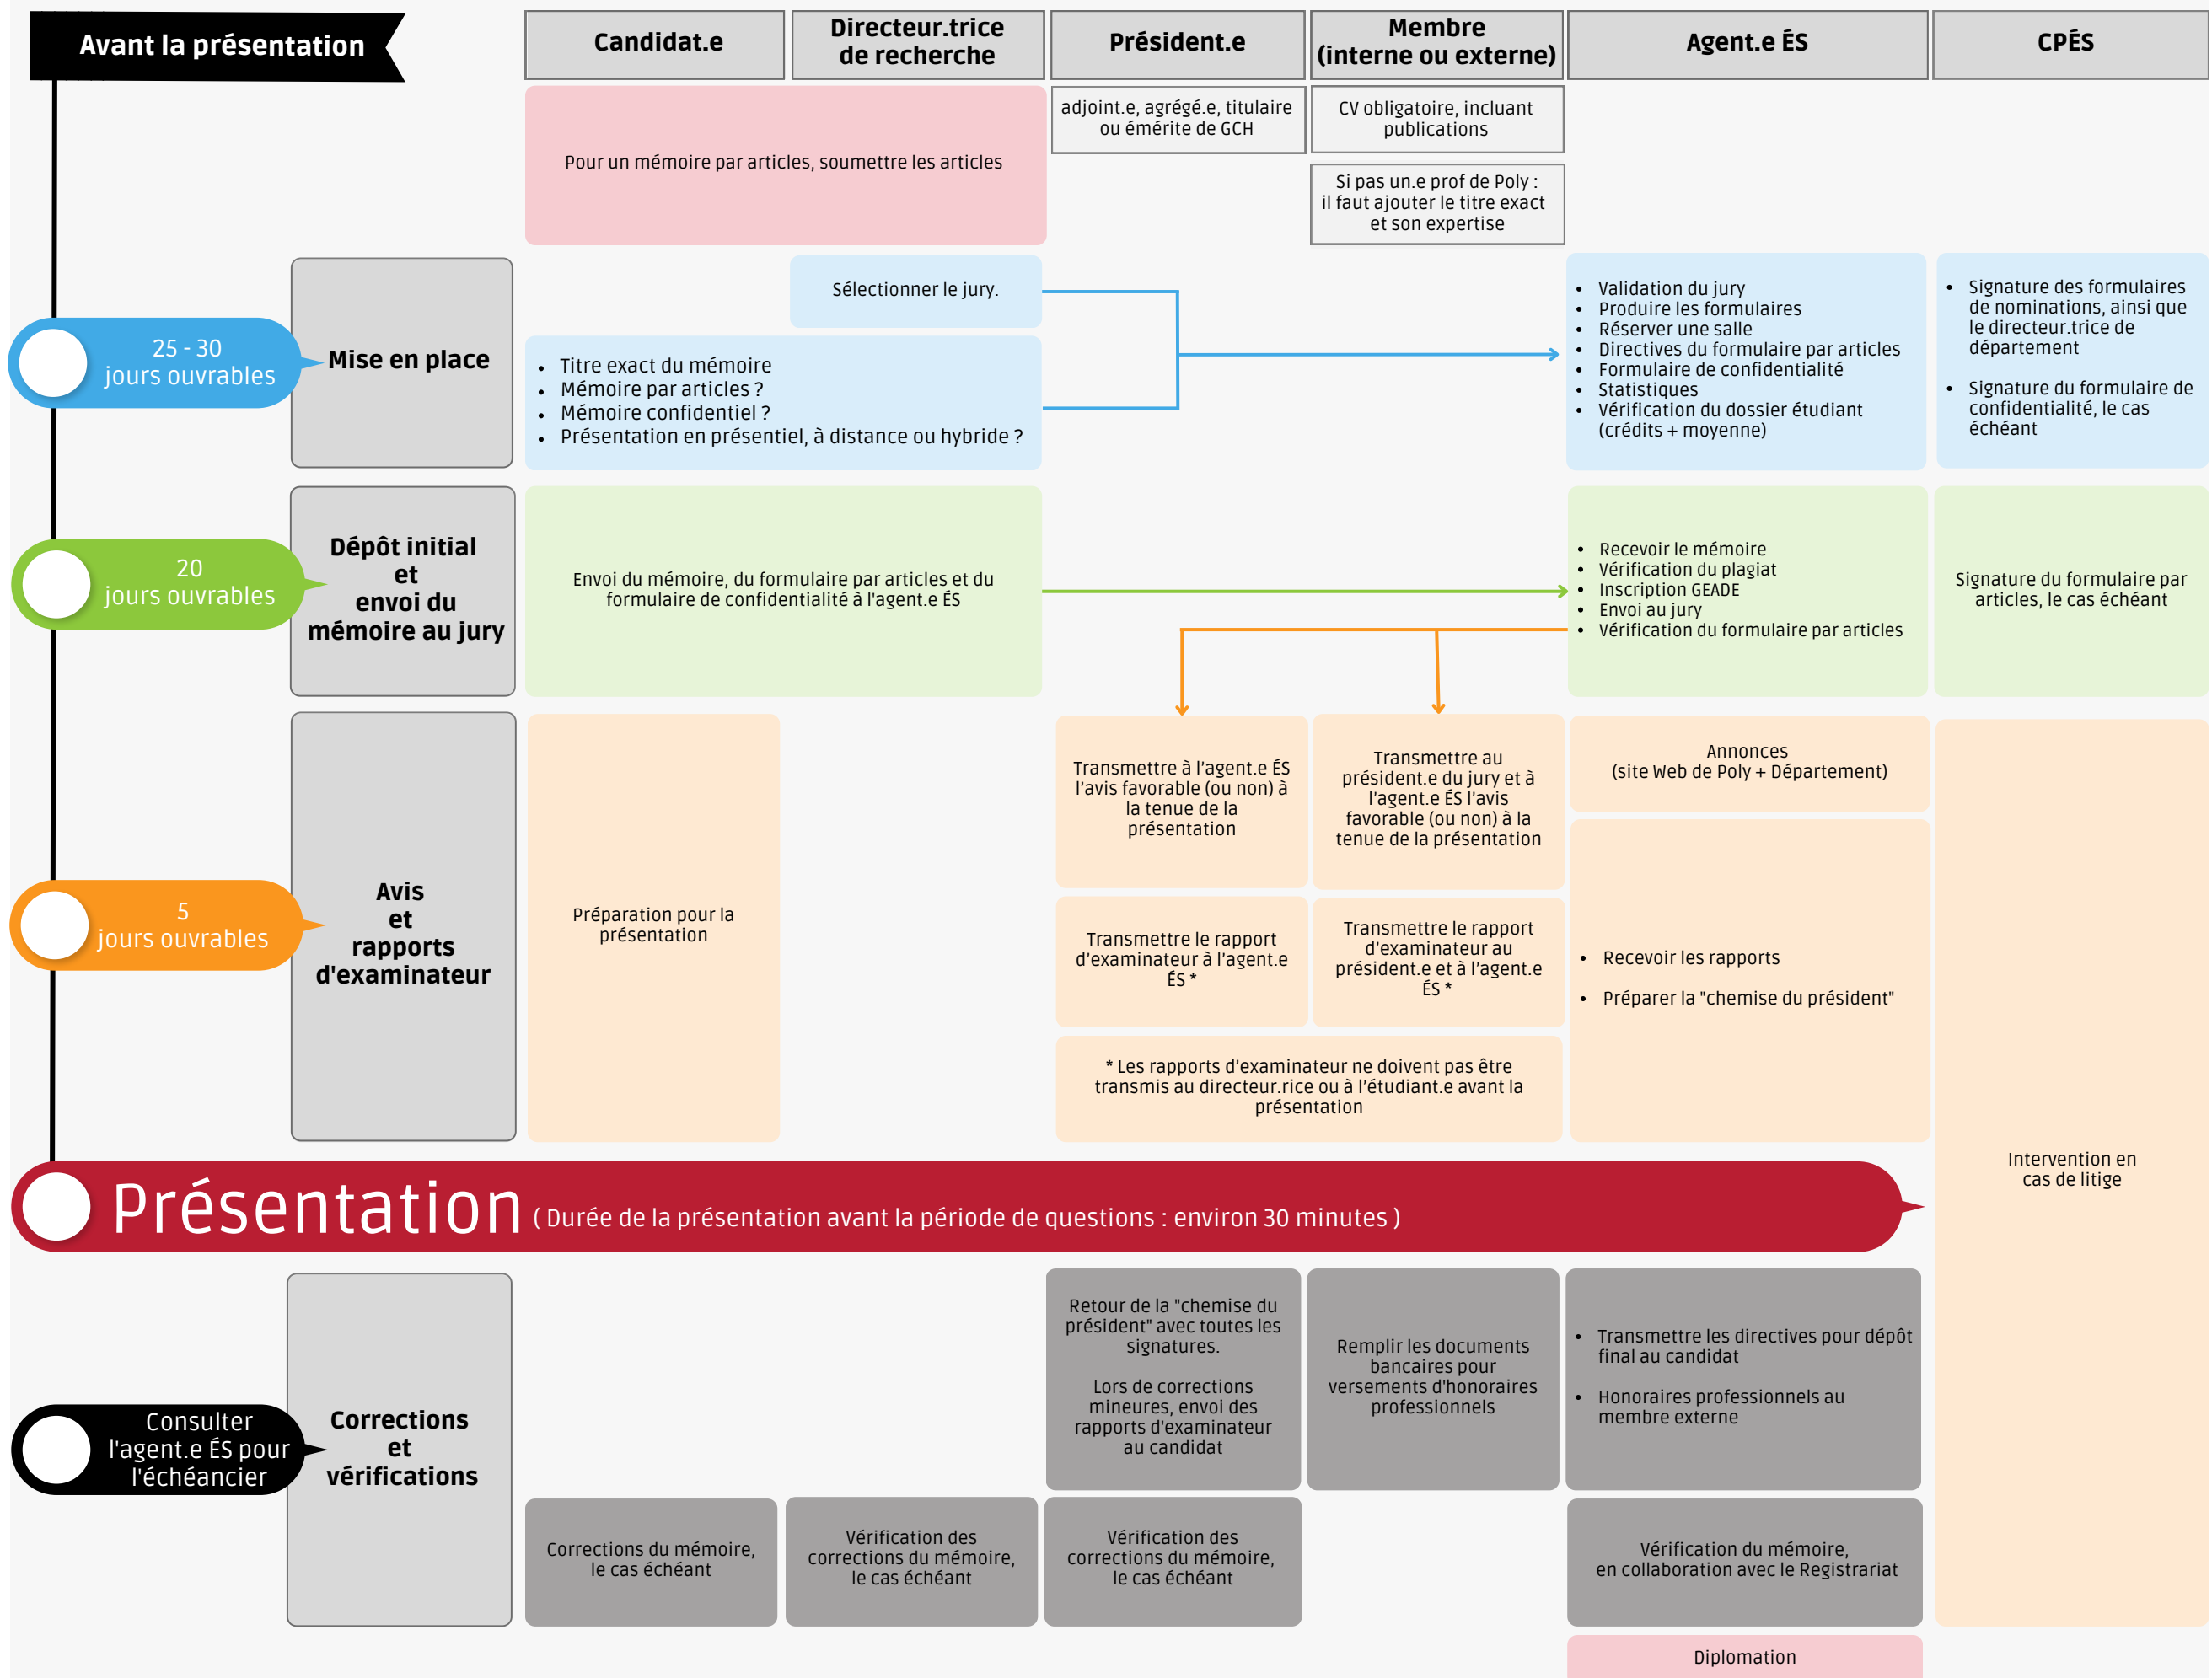 Avant la présentation
Candidat.e
Directeur.trice
de recherche
Président.e
Membre
(interne ou externe)
Agent.e ÉS
CPÉS
Pour un mémoire par articles, soumettre les articles
adjoint.e, agrégé.e, titulaire
ou émérite de GCH
CV obligatoire, incluant
publications
Si pas un.e prof de Poly :
il faut ajouter le titre exact
et son expertise
25 - 30
jours ouvrables
Mise en place
Sélectionner le jury.
• Titre exact du mémoire
• Mémoire par articles ?
• Mémoire confidentiel ?
• Présentation en présentiel, à distance ou hybride ?
• Validation du jury
• Produire les formulaires
• Réserver une salle
• Directives du formulaire par articles
• Formulaire de confidentialité
• Statistiques
• Vérification du dossier étudiant
(crédits + moyenne)
• Signature des formulaires
de nominations, ainsi que
le directeur.trice de
département
• Signature du formulaire de
confidentialité, le cas
échéant
20
jours ouvrables
Dépôt initial
et
envoi du
mémoire au jury
Envoi du mémoire, du formulaire par articles et du
formulaire de confidentialité à l'agent.e ÉS
• Recevoir le mémoire
• Vérification du plagiat
• Inscription GEADE
• Envoi au jury
• Vérification du formulaire par articles
Signature du formulaire par
articles, le cas échéant
5
jours ouvrables
Avis
et
rapports
d'examinateur
Préparation pour la
présentation
Transmettre à l'agent.e ÉS
l'avis favorable (ou non) à
la tenue de la
présentation
Transmettre au
président.e du jury et à
l'agent.e ÉS l'avis
favorable (ou non) à la
tenue de la présentation
Annonces
(site Web de Poly + Département)
Transmettre le rapport
d'examinateur à l'agent.e
ÉS *
Transmettre le rapport
d'examinateur au
président.e et à l'agent.e
ÉS *
• Recevoir les rapports
• Préparer la "chemise du président"
* Les rapports d'examinateur ne doivent pas être
transmis au directeur.rice ou à l'étudiant.e avant la
présentation
Intervention en
cas de litige
Présentation ( Durée de la présentation avant la période de questions : environ 30 minutes )
Consulter
l'agent.e ÉS pour
l'échéancier
Corrections
et
vérifications
Retour de la "chemise du
président" avec toutes les
signatures.
Lors de corrections
mineures, envoi des
rapports d'examinateur
au candidat
Remplir les documents
bancaires pour
versements d'honoraires
professionnels
• Transmettre les directives pour dépôt
final au candidat
• Honoraires professionnels au
membre externe
Corrections du mémoire,
le cas échéant
Vérification des
corrections du mémoire,
le cas échéant
Vérification des
corrections du mémoire,
le cas échéant
Vérification du mémoire,
en collaboration avec le Registrariat
Diplomation